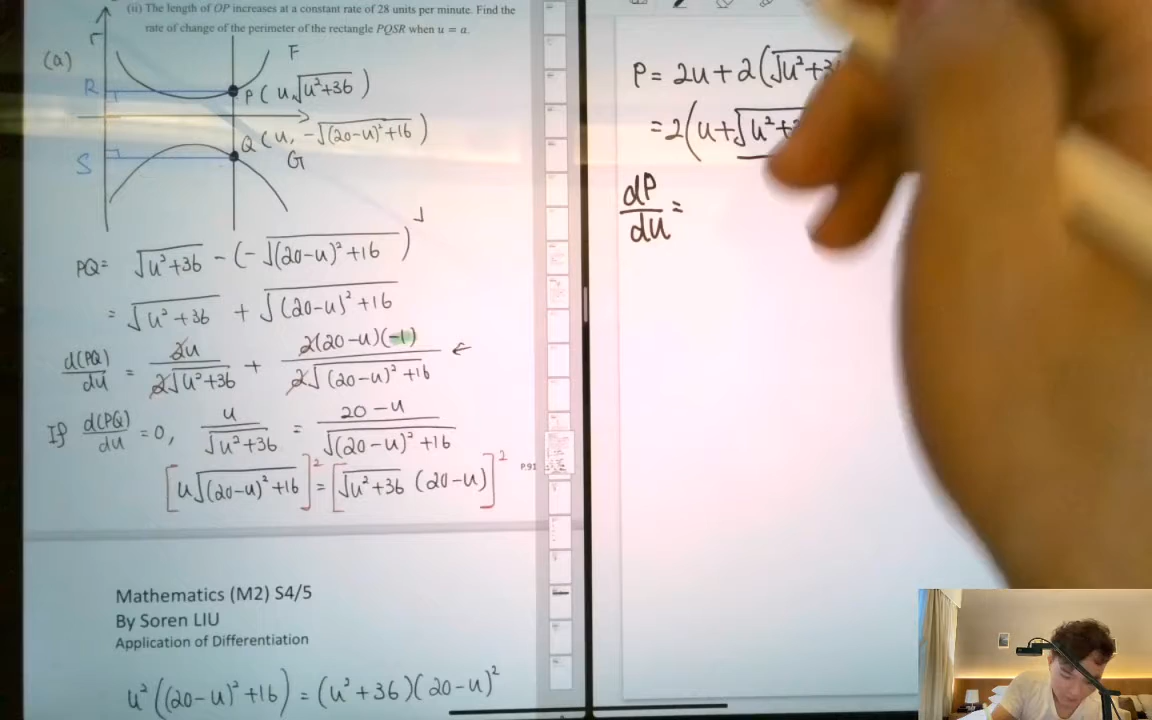 (ii) The length of OP increases at a constant rate of 28 units per minute. Find the
rate of change of the perimeter of the rectangle PQSR when u = a.
(a)
F
R
P( u, √(u²+36) )
Q ( u, -√((20-u)²+16) )
G
S
PQ = √(u²+36) - (-√((20-u)²+16))
= √(u²+36) + √((20-u)²+16)
d(PQ)/du = 2u/(2√(u²+36)) + 2(20-u)(-1)/(2√((20-u)²+16)) ←
If d(PQ)/du = 0, u/√(u²+36) = (20-u)/√((20-u)²+16)
[u√((20-u)²+16)]² = [√(u²+36) (20-u)]²
P.91
Mathematics (M2) S4/5
By Soren LIU
Application of Differentiation
u²((20-u)²+16) = (u²+36)(20-u)²
P = 2u + 2(√(u²+3
= 2(u+√(u²+
dP/du =